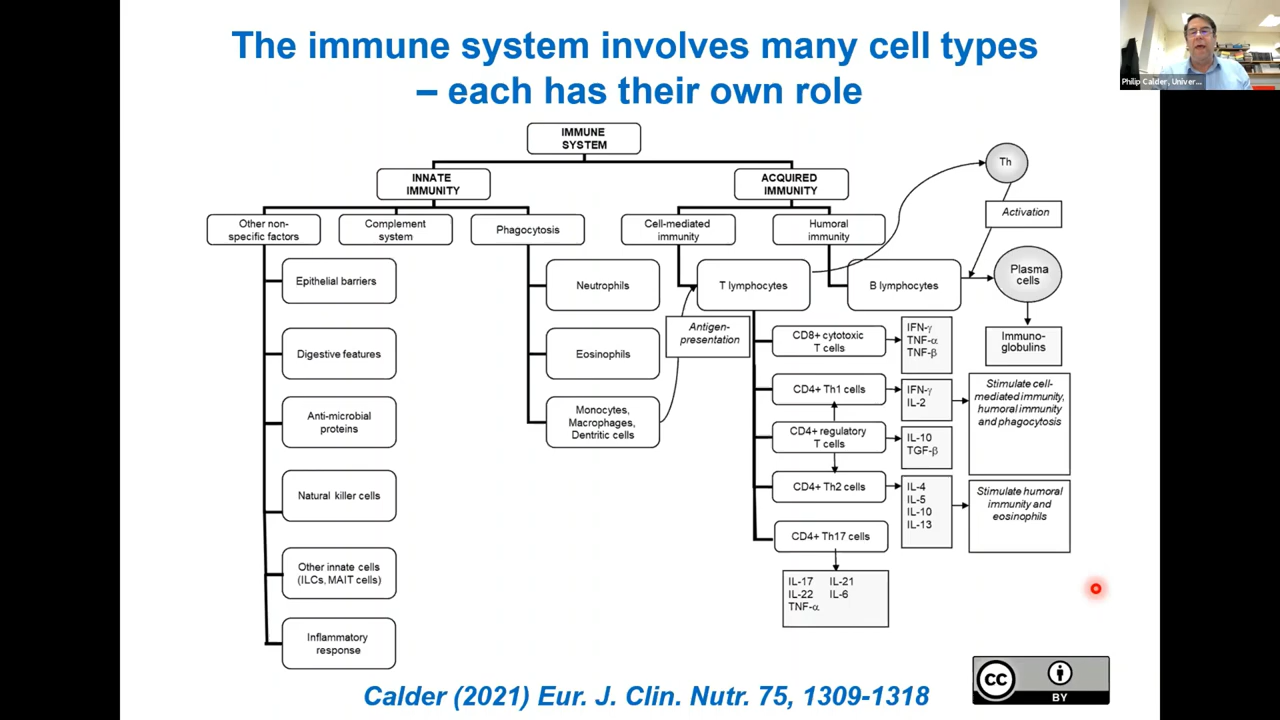 The immune system involves many cell types
– each has their own role
Philip Calder, Univer...
IMMUNE
SYSTEM
INNATE
IMMUNITY
ACQUIRED
IMMUNITY
Th
Other non-
specific factors
Complement
system
Phagocytosis
Cell-mediated
immunity
Humoral
immunity
Activation
Epithelial barriers
Neutrophils
T lymphocytes
B lymphocytes
Plasma
cells
Digestive features
Eosinophils
Antigen-
presentation
CD8+ cytotoxic
T cells
IFN-γ
TNF-α
TNF-β
Immuno-
globulins
Anti-microbial
proteins
Monocytes,
Macrophages,
Dentritic cells
CD4+ Th1 cells
IFN-γ
IL-2
Stimulate cell-
mediated immunity,
humoral immunity
and phagocytosis
CD4+ regulatory
T cells
IL-10
TGF-β
Natural killer cells
CD4+ Th2 cells
IL-4
IL-5
IL-10
IL-13
Stimulate humoral
immunity and
eosinophils
CD4+ Th17 cells
Other innate cells
(ILCs, MAIT cells)
IL-17 IL-21
IL-22 IL-6
TNF-α
Inflammatory
response
Calder (2021) Eur. J. Clin. Nutr. 75, 1309-1318
CC
BY